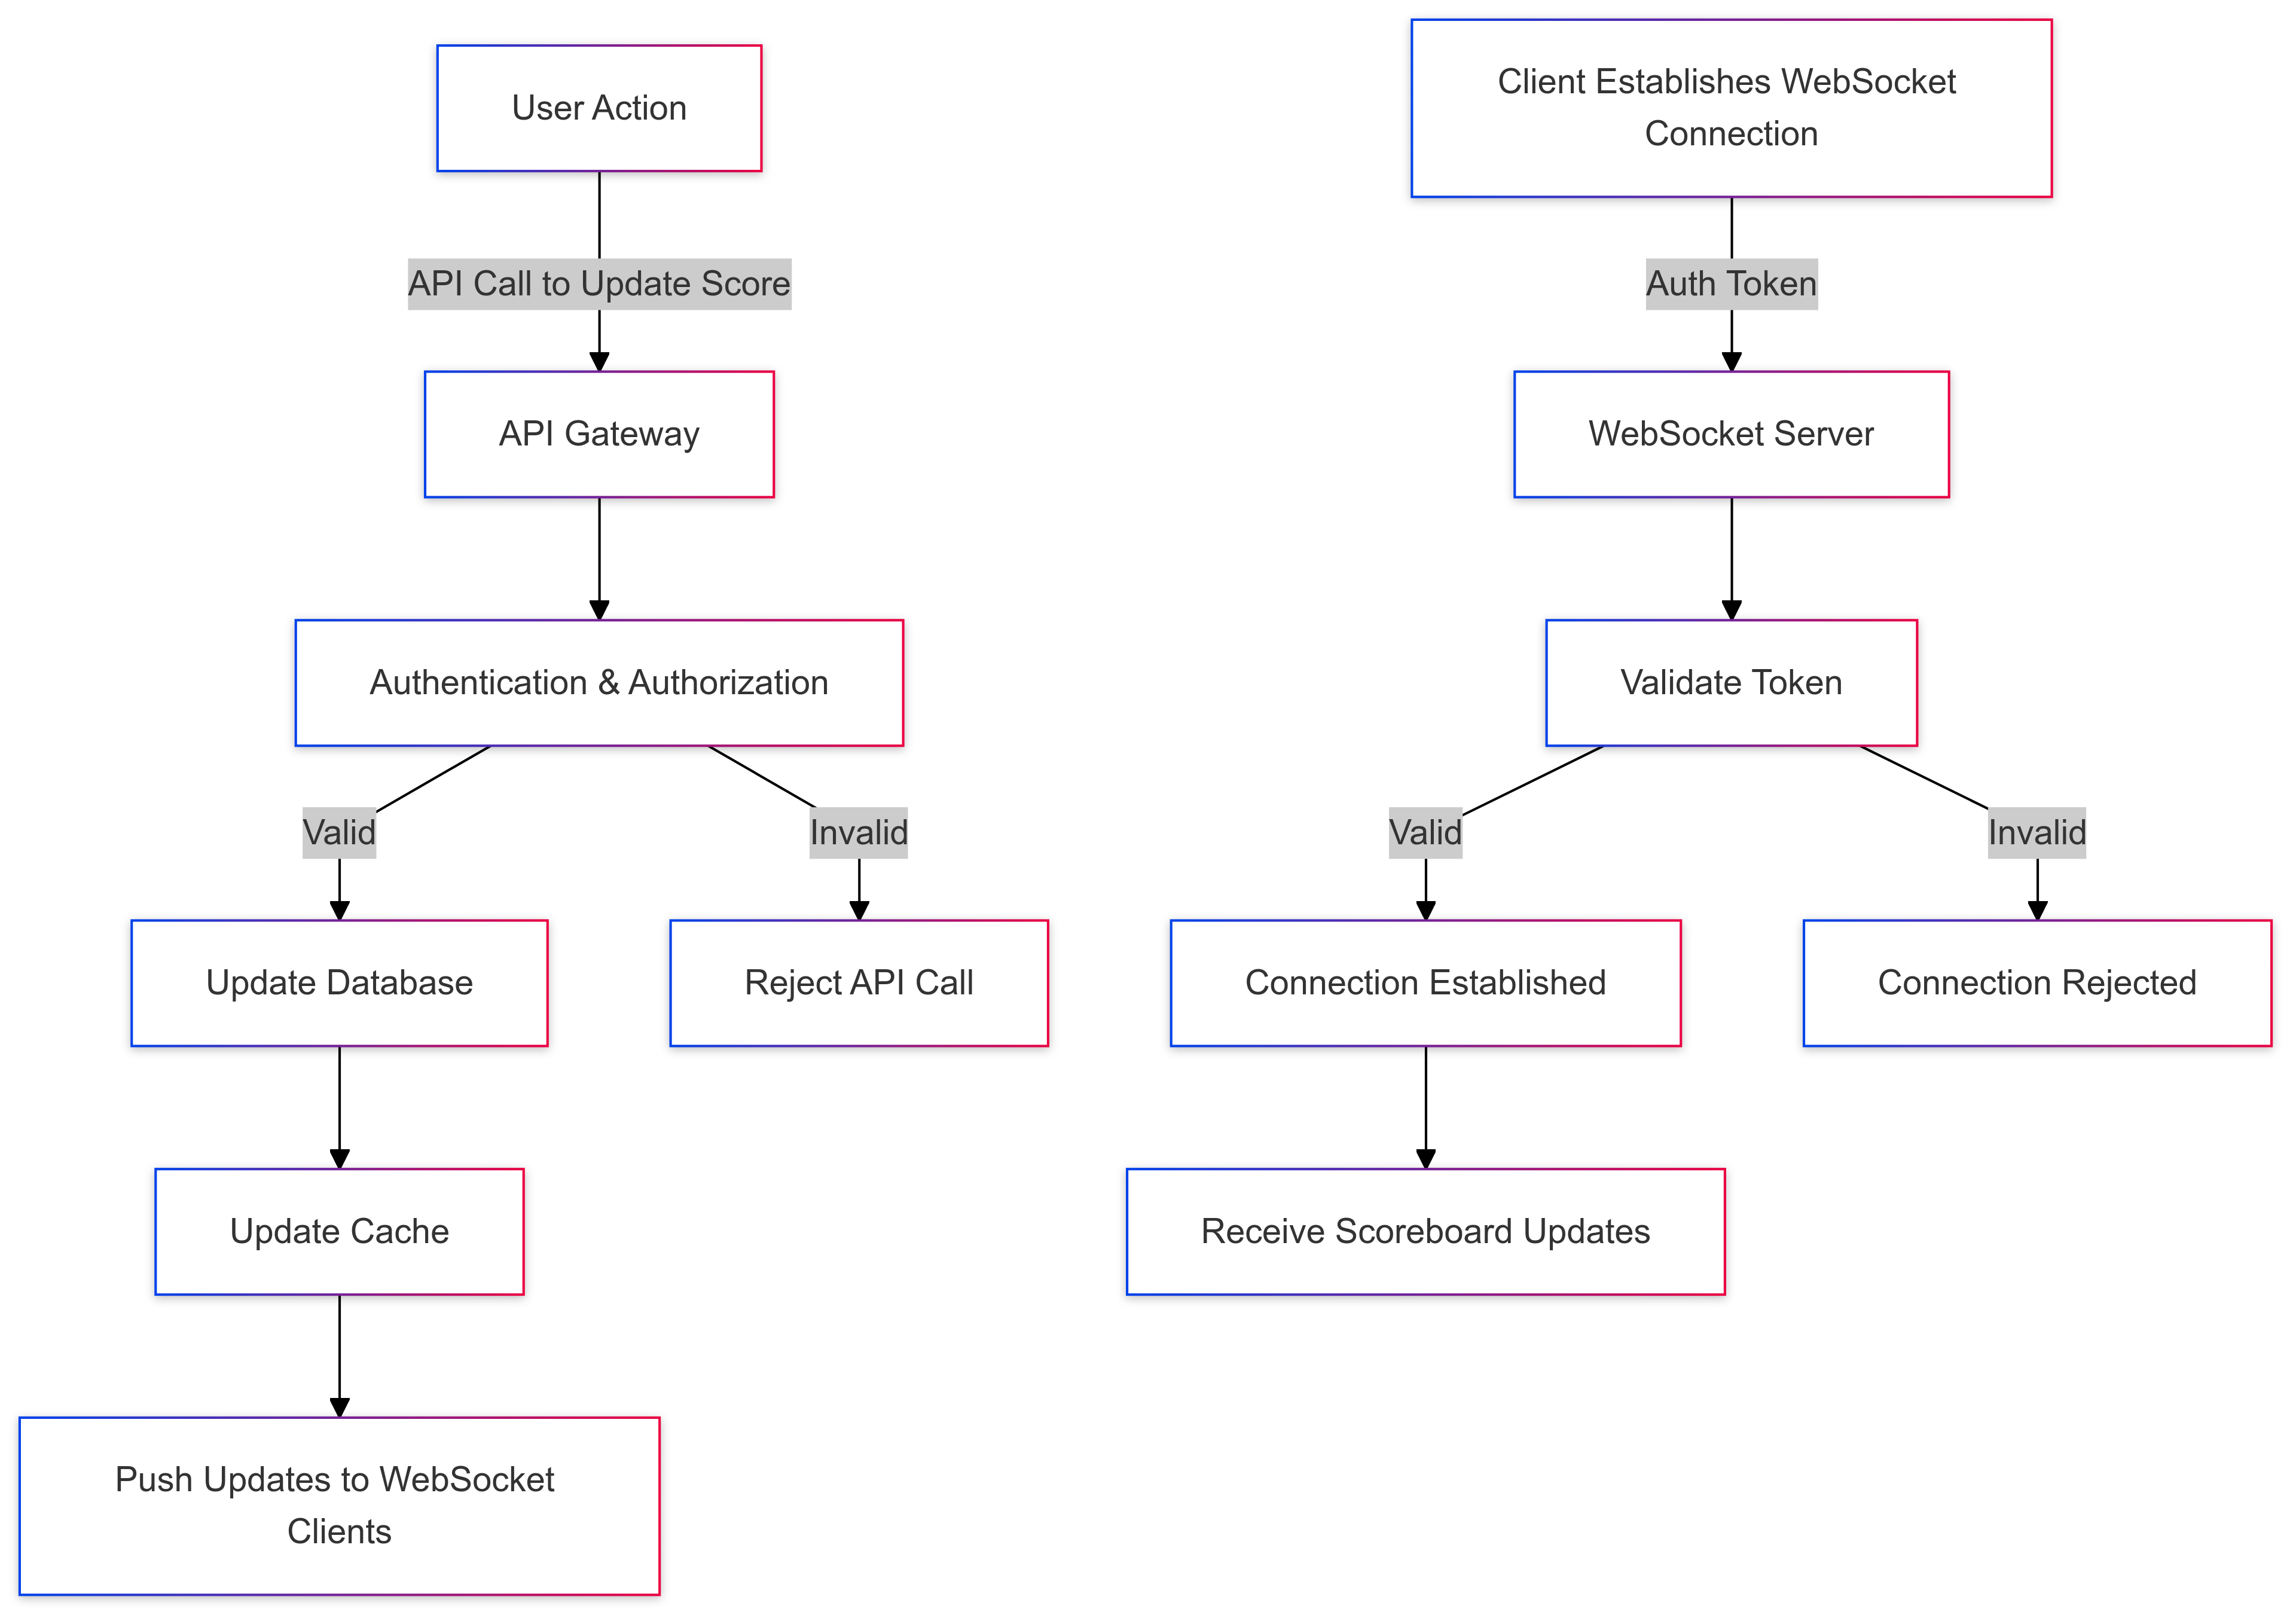 User Action
API Call to Update Score
API Gateway
Authentication & Authorization
Valid
Invalid
Update Database
Reject API Call
Update Cache
Push Updates to WebSocket
Clients
Client Establishes WebSocket
Connection
Auth Token
WebSocket Server
Validate Token
Valid
Invalid
Connection Established
Connection Rejected
Receive Scoreboard Updates